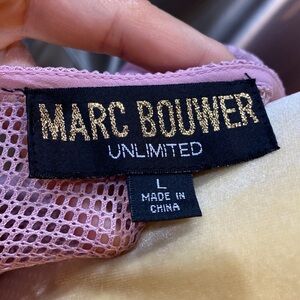 MARC BOUWER
UNLIMITED
L
MADE IN
CHINA